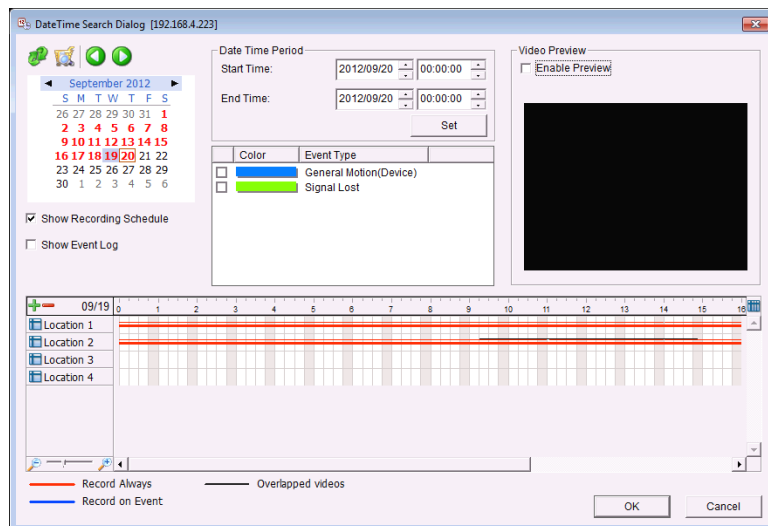 DateTime Search Dialog [192.168.4.223]
Date Time Period
Start Time: 2012/09/20 00:00:00
End Time: 2012/09/20 00:00:00
Set
Video Preview
Enable Preview
September 2012
S M T W T F S
26 27 28 29 30 31 1
2 3 4 5 6 7 8
9 10 11 12 13 14 15
16 17 18 19 20 21 22
23 24 25 26 27 28 29
30 1 2 3 4 5 6
Show Recording Schedule
Show Event Log
Color Event Type
General Motion(Device)
Signal Lost
09/19 0 1 2 3 4 5 6 7 8 9 10 11 12 13 14 15 16
Location 1
Location 2
Location 3
Location 4
Record Always
Overlapped videos
Record on Event
OK
Cancel